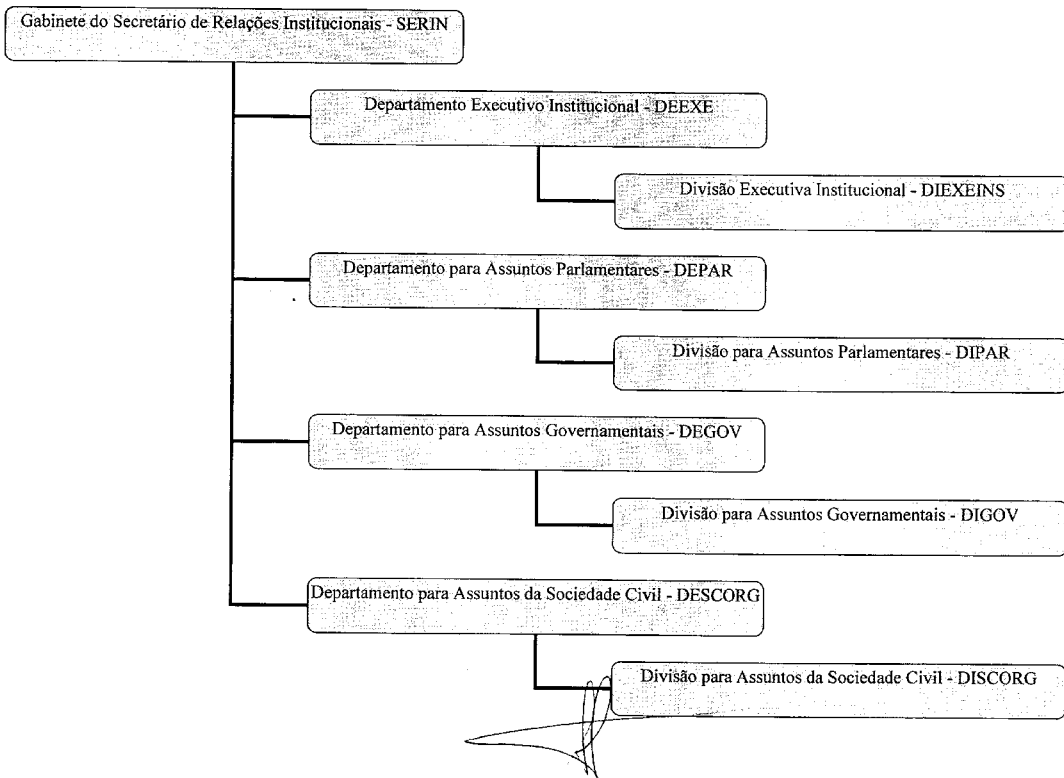 Gabinete do Secretário de Relações Institucionais - SERIN
Departamento Executivo Institucional - DEEXE
Divisão Executiva Institucional - DIEXEINS
Departamento para Assuntos Parlamentares - DEPAR
Divisão para Assuntos Parlamentares - DIPAR
Departamento para Assuntos Governamentais - DEGOV
Divisão para Assuntos Governamentais - DIGOV
Departamento para Assuntos da Sociedade Civil - DESCORG
Divisão para Assuntos da Sociedade Civil - DISCORG